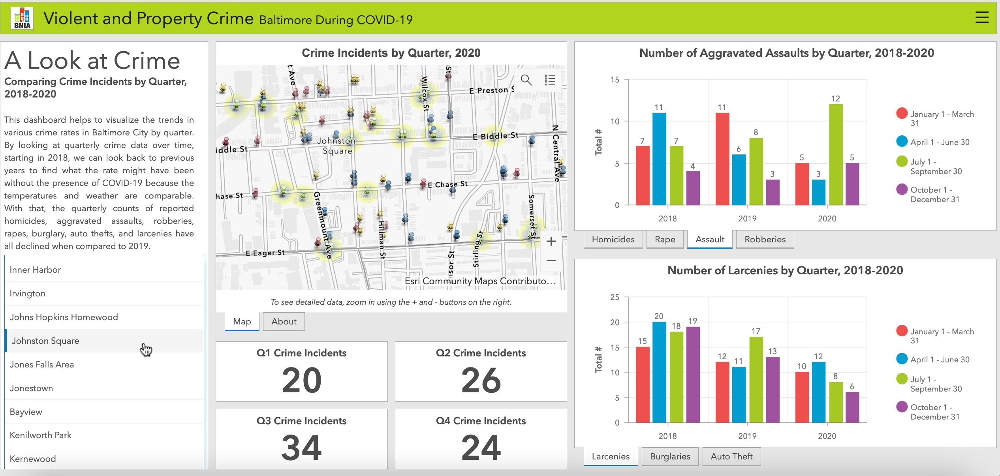 BNIA
Violent and Property Crime Baltimore During COVID-19
A Look at Crime
Comparing Crime Incidents by Quarter,
2018-2020
This dashboard helps to visualize the trends in
various crime rates in Baltimore City by quarter.
By looking at quarterly crime data over time,
starting in 2018, we can look back to previous
years to find what the rate might have been
without the presence of COVID-19 because the
temperatures and weather are comparable.
With that, the quarterly counts of reported
homicides, aggravated assaults, robberies,
rapes, burglary, auto thefts, and larcenies have
all declined when compared to 2019.
Inner Harbor
Irvington
Johns Hopkins Homewood
Johnston Square
Jones Falls Area
Jonestown
Bayview
Kenilworth Park
Kernewood
Crime Incidents by Quarter, 2020
t Ave
St
Wilcox St
E Preston S
E Biddle St
N Central Ave
Johnston
Square
iddle St
E Chase St
hase St
Greenmount Ave
Somerset St
Hillman St
E Eager St
Stirling St
nsor St
+
−
Esri Community Maps Contributo...
To see detailed data, zoom in using the + and - buttons on the right.
Map
About
Q1 Crime Incidents
20
Q2 Crime Incidents
26
Q3 Crime Incidents
34
Q4 Crime Incidents
24
Number of Aggravated Assaults by Quarter, 2018-2020
Total #
15
10
5
0
7
11
7
4
11
6
8
3
5
3
12
5
2018
2019
2020
January 1 - March
31
April 1 - June 30
July 1 -
September 30
October 1 -
December 31
Homicides
Rape
Assault
Robberies
Number of Larcenies by Quarter, 2018-2020
Total #
25
20
15
10
5
0
15
20
18
19
12
11
17
13
10
12
8
6
2018
2019
2020
January 1 - March
31
April 1 - June 30
July 1 -
September 30
October 1 -
December 31
Larcenies
Burglaries
Auto Theft